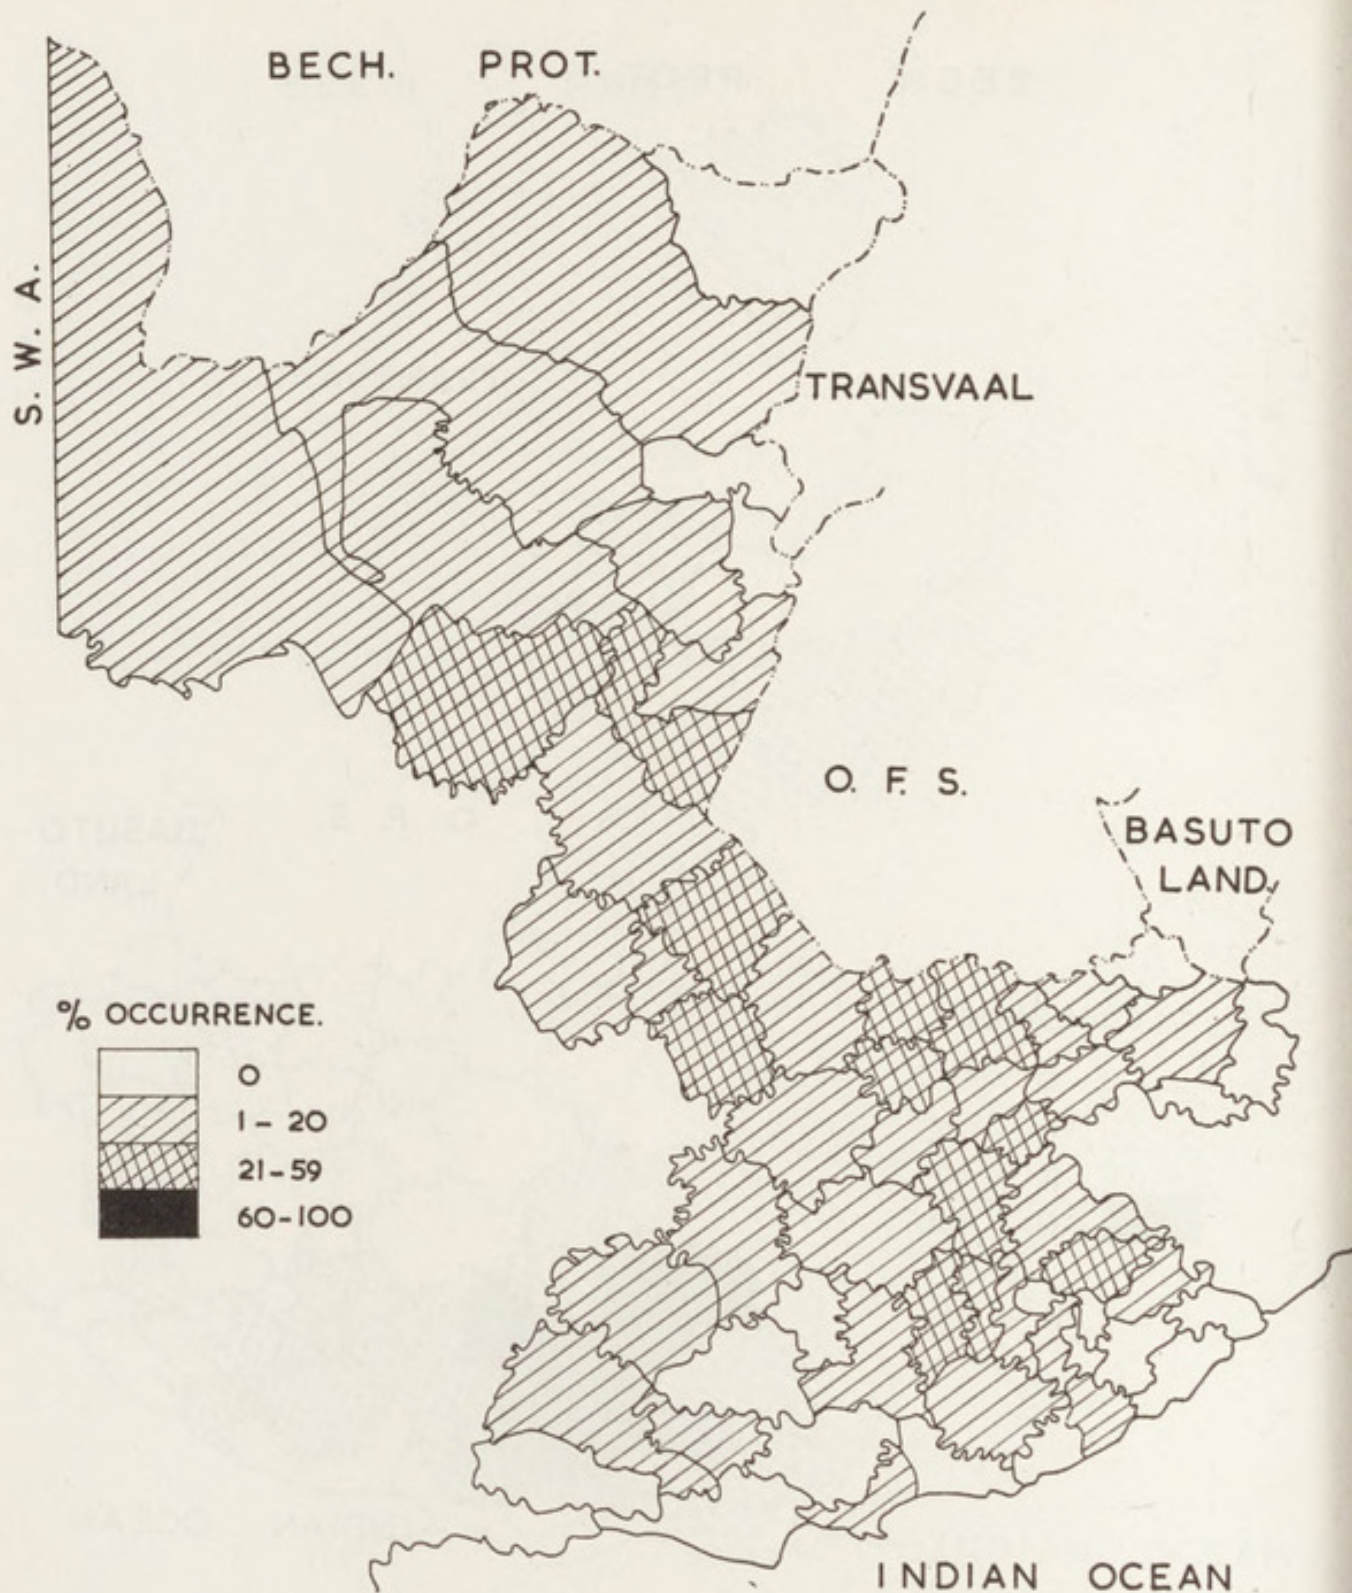 BECH. PROT.
S. W. A.
TRANSVAAL
O. F. S.
BASUTO
LAND
% OCCURRENCE.
0
1 - 20
21 - 59
60 - 100
INDIAN OCEAN